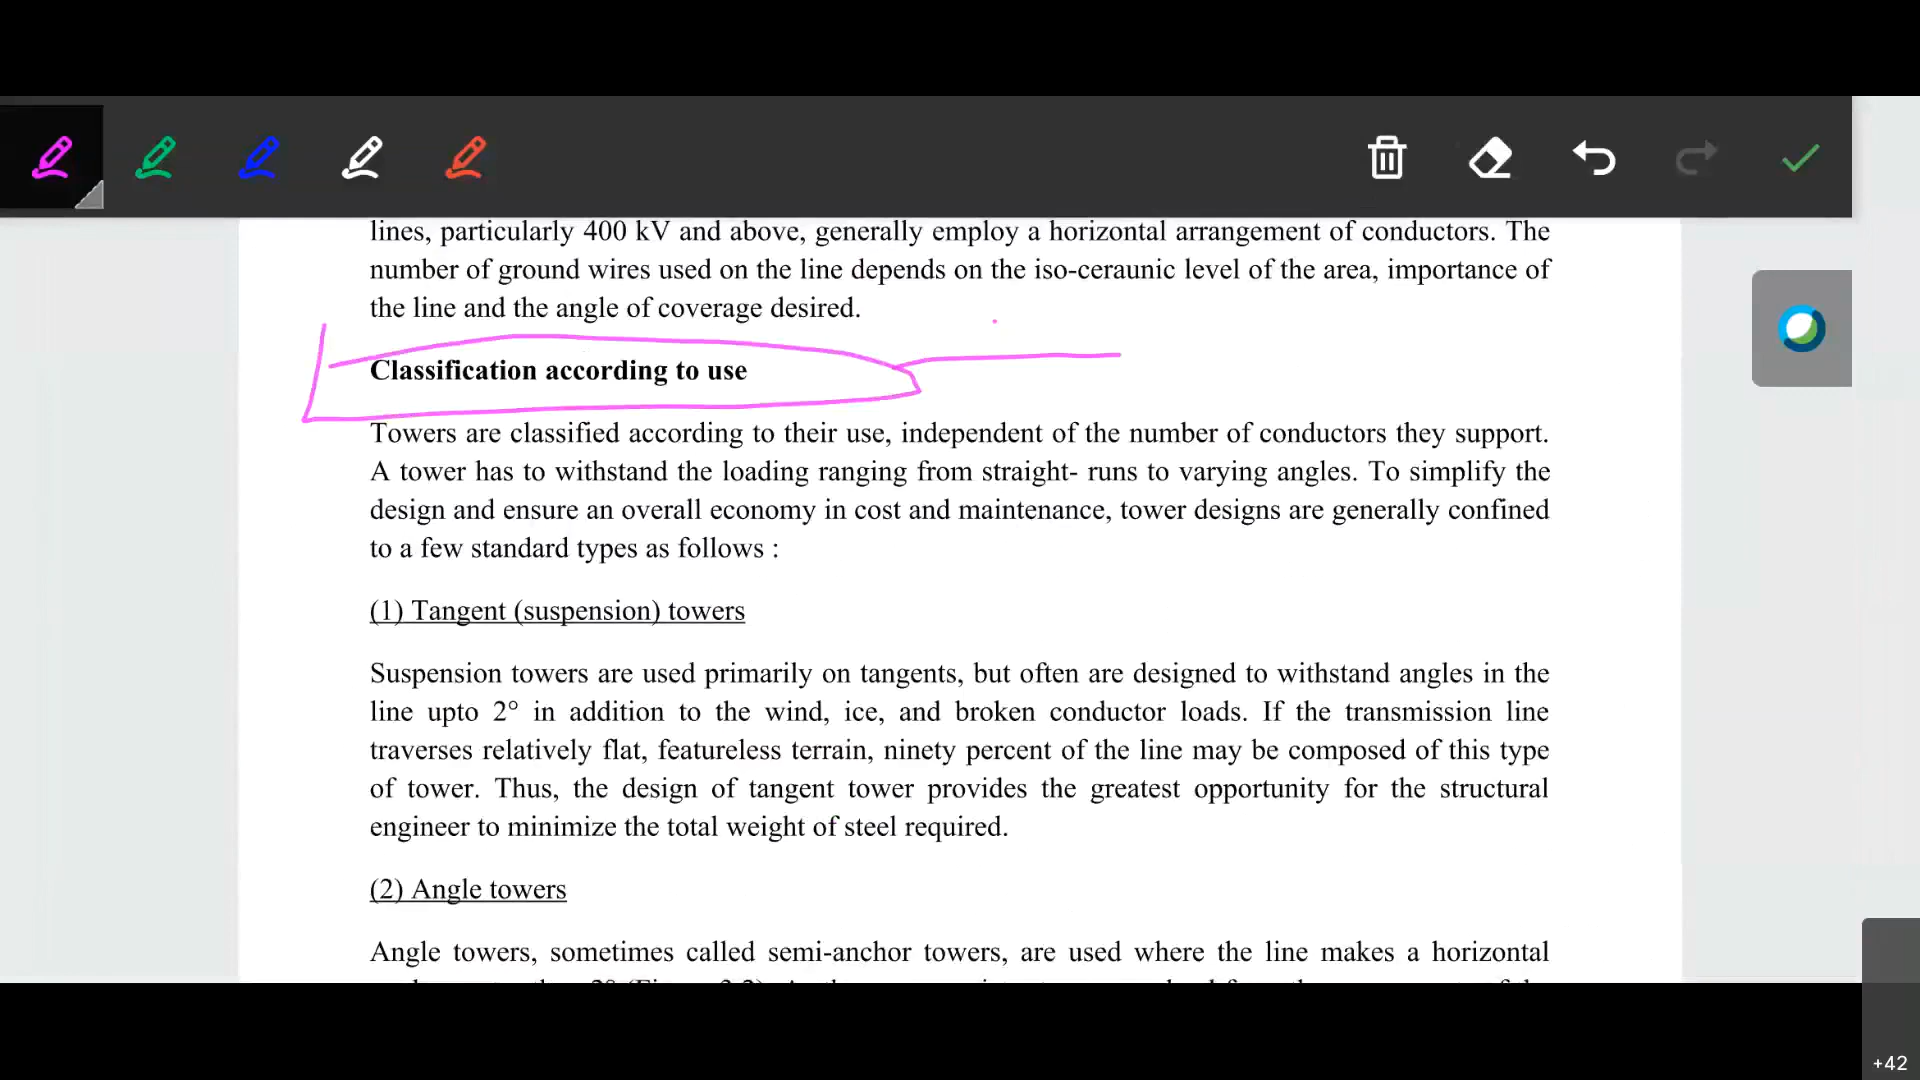 lines, particularly 400 kV and above, generally employ a horizontal arrangement of conductors. The
number of ground wires used on the line depends on the iso-ceraunic level of the area, importance of
the line and the angle of coverage desired.
Classification according to use
Towers are classified according to their use, independent of the number of conductors they support.
A tower has to withstand the loading ranging from straight- runs to varying angles. To simplify the
design and ensure an overall economy in cost and maintenance, tower designs are generally confined
to a few standard types as follows :
(1) Tangent (suspension) towers
Suspension towers are used primarily on tangents, but often are designed to withstand angles in the
line upto 2° in addition to the wind, ice, and broken conductor loads. If the transmission line
traverses relatively flat, featureless terrain, ninety percent of the line may be composed of this type
of tower. Thus, the design of tangent tower provides the greatest opportunity for the structural
engineer to minimize the total weight of steel required.
(2) Angle towers
Angle towers, sometimes called semi-anchor towers, are used where the line makes a horizontal
+42